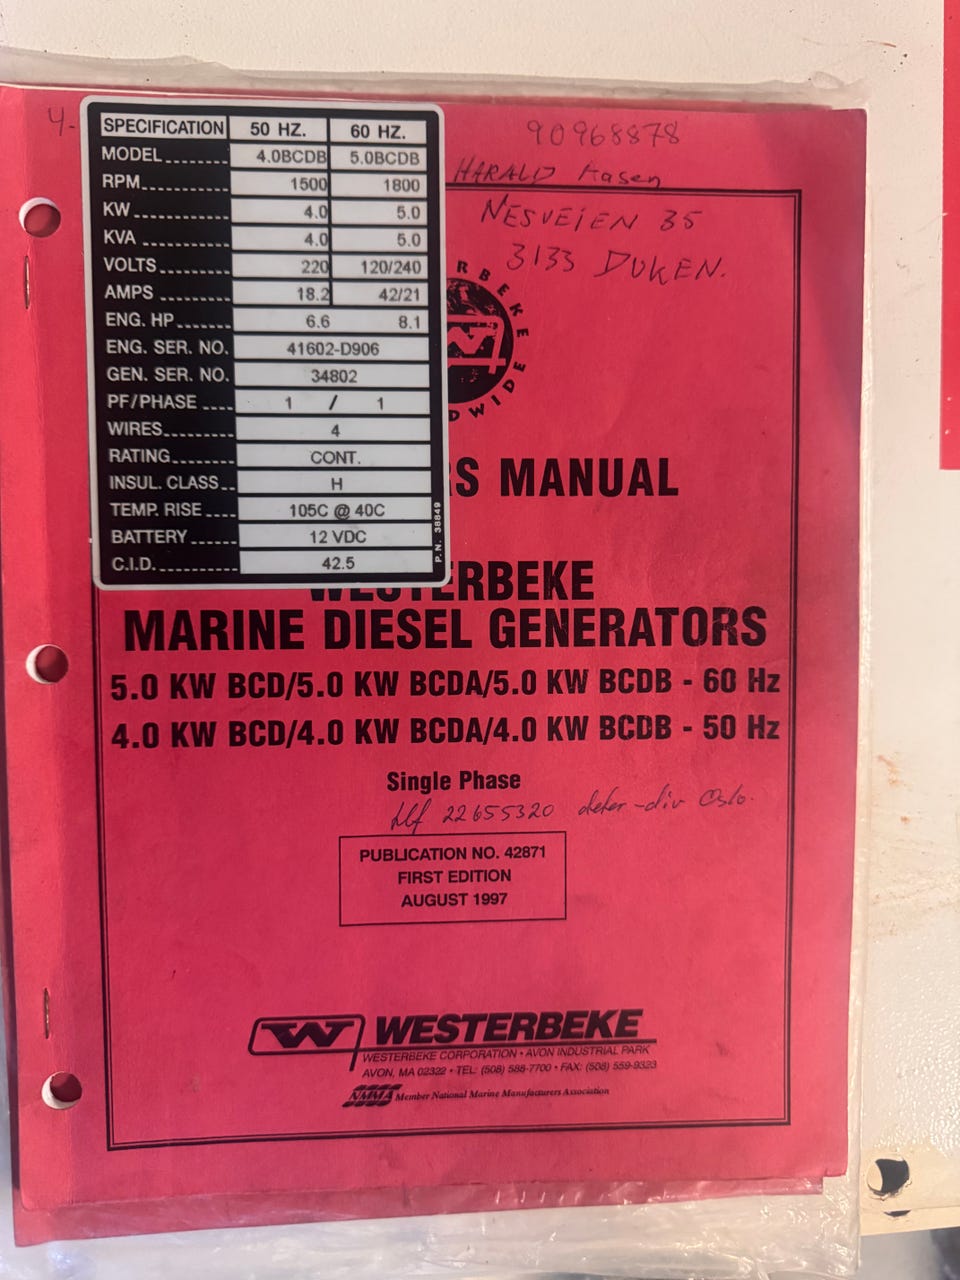 4-
SPECIFICATION 50 HZ. 60 HZ.
MODEL 4.0BCDB 5.0BCDB
RPM 1500 1800
KW 4.0 5.0
KVA 4.0 5.0
VOLTS 220 120/240
AMPS 18.2 42/21
ENG. HP 6.6 8.1
ENG. SER. NO. 41602-D906
GEN. SER. NO. 34802
PF/PHASE 1 / 1
WIRES 4
RATING CONT.
INSUL. CLASS H
TEMP. RISE 105C @ 40C
BATTERY 12 VDC
C.I.D. 42.5
P.N. 38849
90968878
HARALD Aasen
NESVEIEN 35
3133 DUKEN.
RBEKE
DWIDE
RS MANUAL
WESTERBEKE
MARINE DIESEL GENERATORS
5.0 KW BCD/5.0 KW BCDA/5.0 KW BCDB - 60 Hz
4.0 KW BCD/4.0 KW BCDA/4.0 KW BCDB - 50 Hz
Single Phase
tlf 22655320 Oslo.
PUBLICATION NO. 42871
FIRST EDITION
AUGUST 1997
W WESTERBEKE
WESTERBEKE CORPORATION • AVON INDUSTRIAL PARK
AVON, MA 02322 • TEL: (508) 588-7700 • FAX: (508) 559-9323
NMMA Member National Marine Manufacturers Association